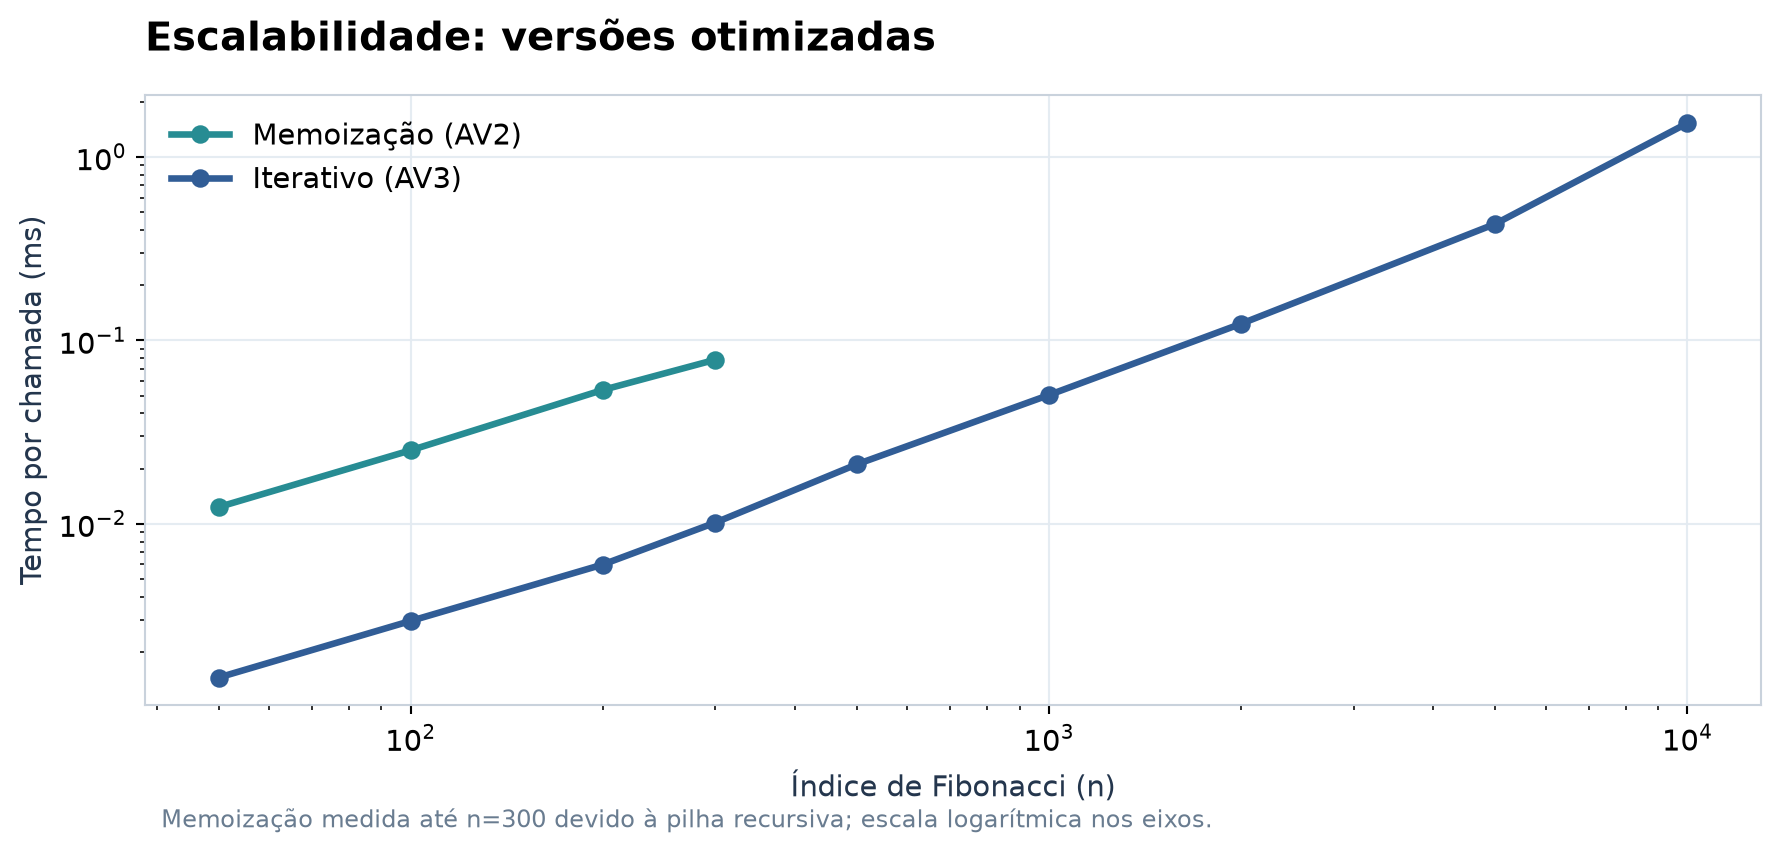 Escalabilidade: versões otimizadas
Memoização (AV2)
Iterativo (AV3)
Tempo por chamada (ms)
10⁰
10⁻¹
10⁻²
10²
10³
10⁴
Índice de Fibonacci (n)
Memoização medida até n=300 devido à pilha recursiva; escala logarítmica nos eixos.